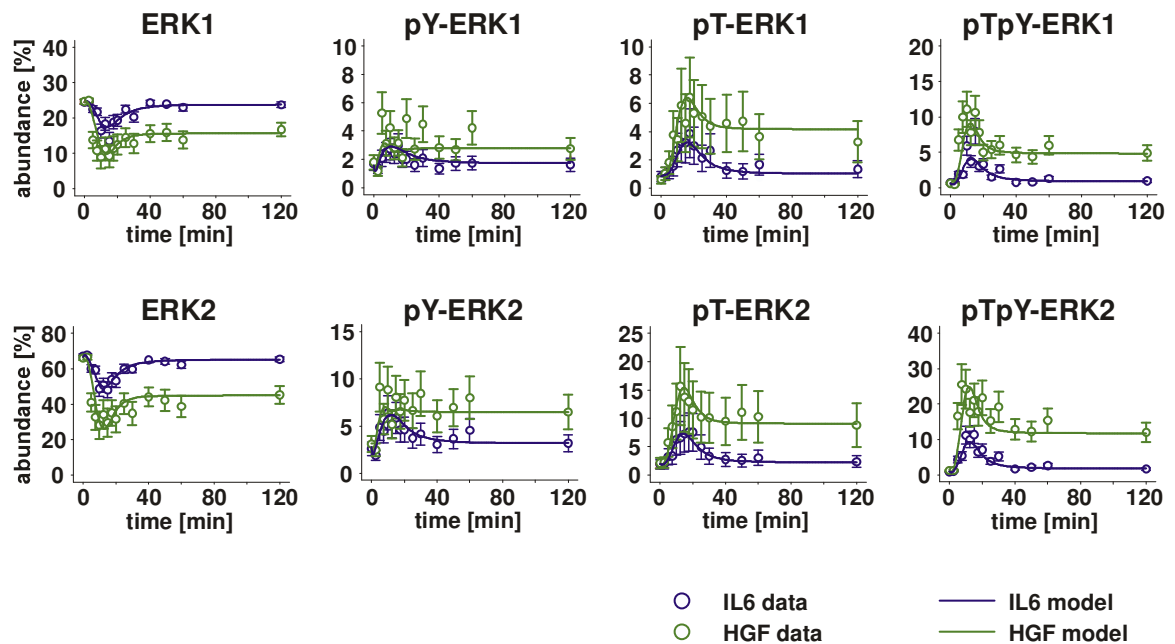 ERK1 pY-ERK1 pT-ERK1 pTpY-ERK1
abundance [%]
40
30
20
10
0
0 40 80 120
time [min]
10
8
6
4
2
0
0 40 80 120
time [min]
10
8
6
4
2
0
0 40 80 120
time [min]
20
15
10
5
0
0 40 80 120
time [min]
ERK2 pY-ERK2 pT-ERK2 pTpY-ERK2
abundance [%]
80
60
40
20
0
0 40 80 120
time [min]
15
10
5
0
0 40 80 120
time [min]
25
20
15
10
5
0
0 40 80 120
time [min]
40
30
20
10
0
0 40 80 120
time [min]
IL6 data IL6 model
HGF data HGF model